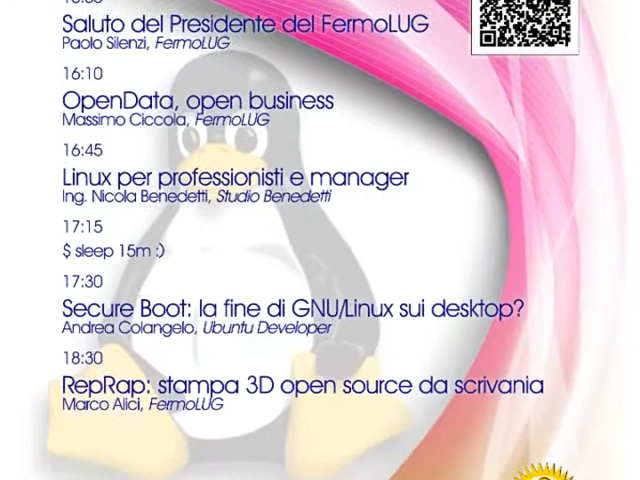 Saluto del Presidente del FermoLUG
Paolo Silenzi, FermoLUG
16:10
OpenData, open business
Massimo Ciccola, FermoLUG
16:45
Linux per professionisti e manager
Ing. Nicola Benedetti, Studio Benedetti
17:15
$ sleep 15m :)
17:30
Secure Boot: la fine di GNU/Linux sui desktop?
Andrea Colangelo, Ubuntu Developer
18:30
RepRap: stampa 3D open source da scrivania
Marco Alici, FermoLUG